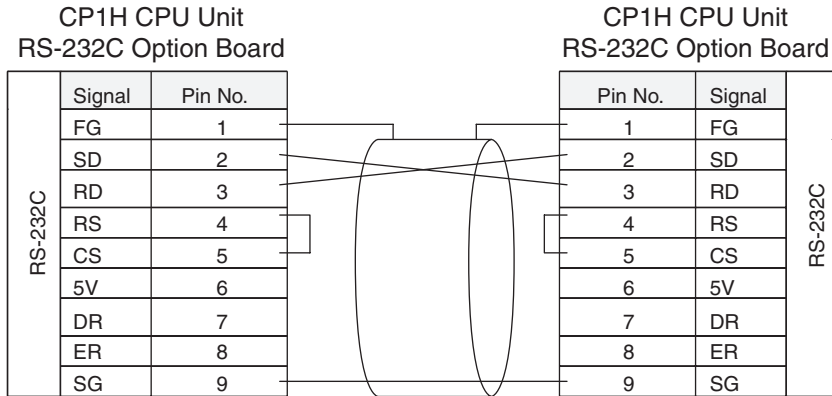 CP1H CPU Unit
RS-232C Option Board
CP1H CPU Unit
RS-232C Option Board
RS-232C
Signal Pin No.
FG 1
SD 2
RD 3
RS 4
CS 5
5V 6
DR 7
ER 8
SG 9
Pin No. Signal
1 FG
2 SD
3 RD
4 RS
5 CS
6 5V
7 DR
8 ER
9 SG
RS-232C